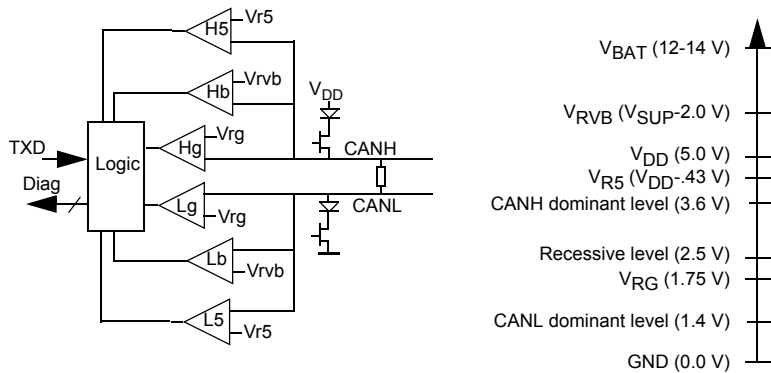 H5
Vr5
Hb
Vrvb
VDD
TXD
Logic
Hg
Vrg
CANH
Diag
Lg
Vrg
CANL
Lb
Vrvb
L5
Vr5
VBAT (12-14 V)
VRVB (VSUP-2.0 V)
VDD (5.0 V)
VR5 (VDD-.43 V)
CANH dominant level (3.6 V)
Recessive level (2.5 V)
VRG (1.75 V)
CANL dominant level (1.4 V)
GND (0.0 V)